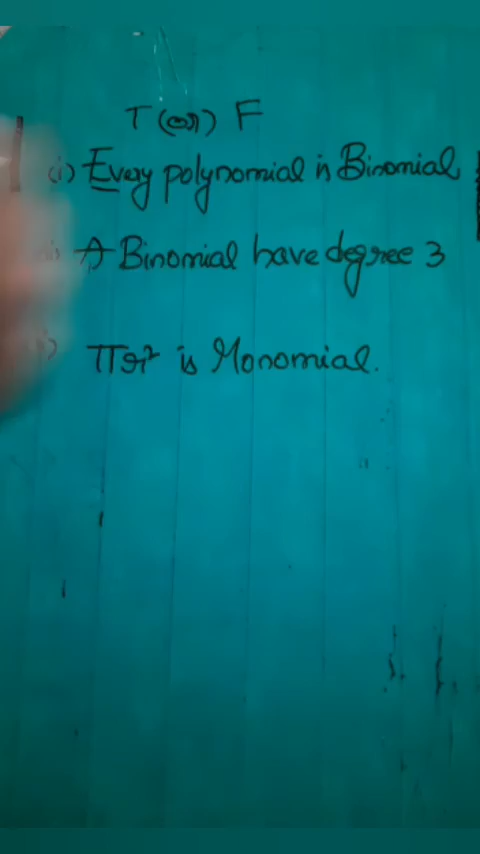 T (or) F
(i) Every polynomial is Binomial
A Binomial have degree 3
πr² is Monomial.